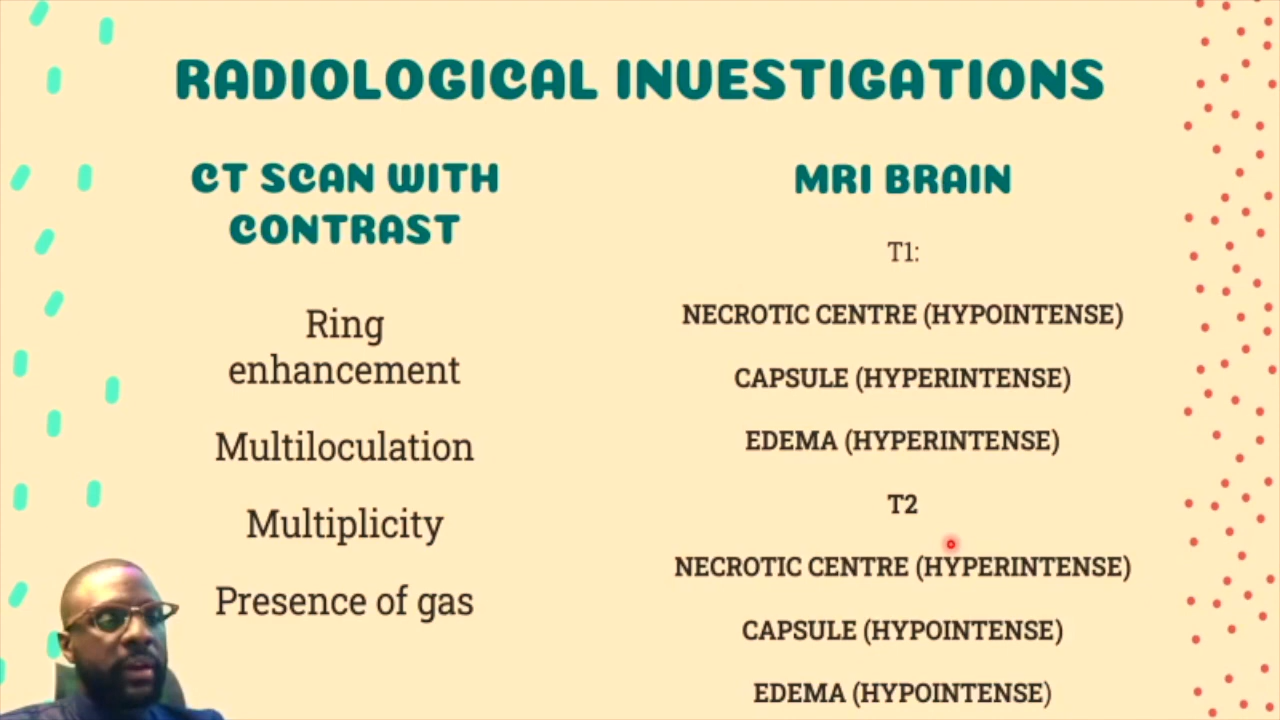 RADIOLOGICAL INVESTIGATIONS
CT SCAN WITH
CONTRAST
Ring
enhancement
Multiloculation
Multiplicity
Presence of gas
MRI BRAIN
T1:
NECROTIC CENTRE (HYPOINTENSE)
CAPSULE (HYPERINTENSE)
EDEMA (HYPERINTENSE)
T2
NECROTIC CENTRE (HYPERINTENSE)
CAPSULE (HYPOINTENSE)
EDEMA (HYPOINTENSE)